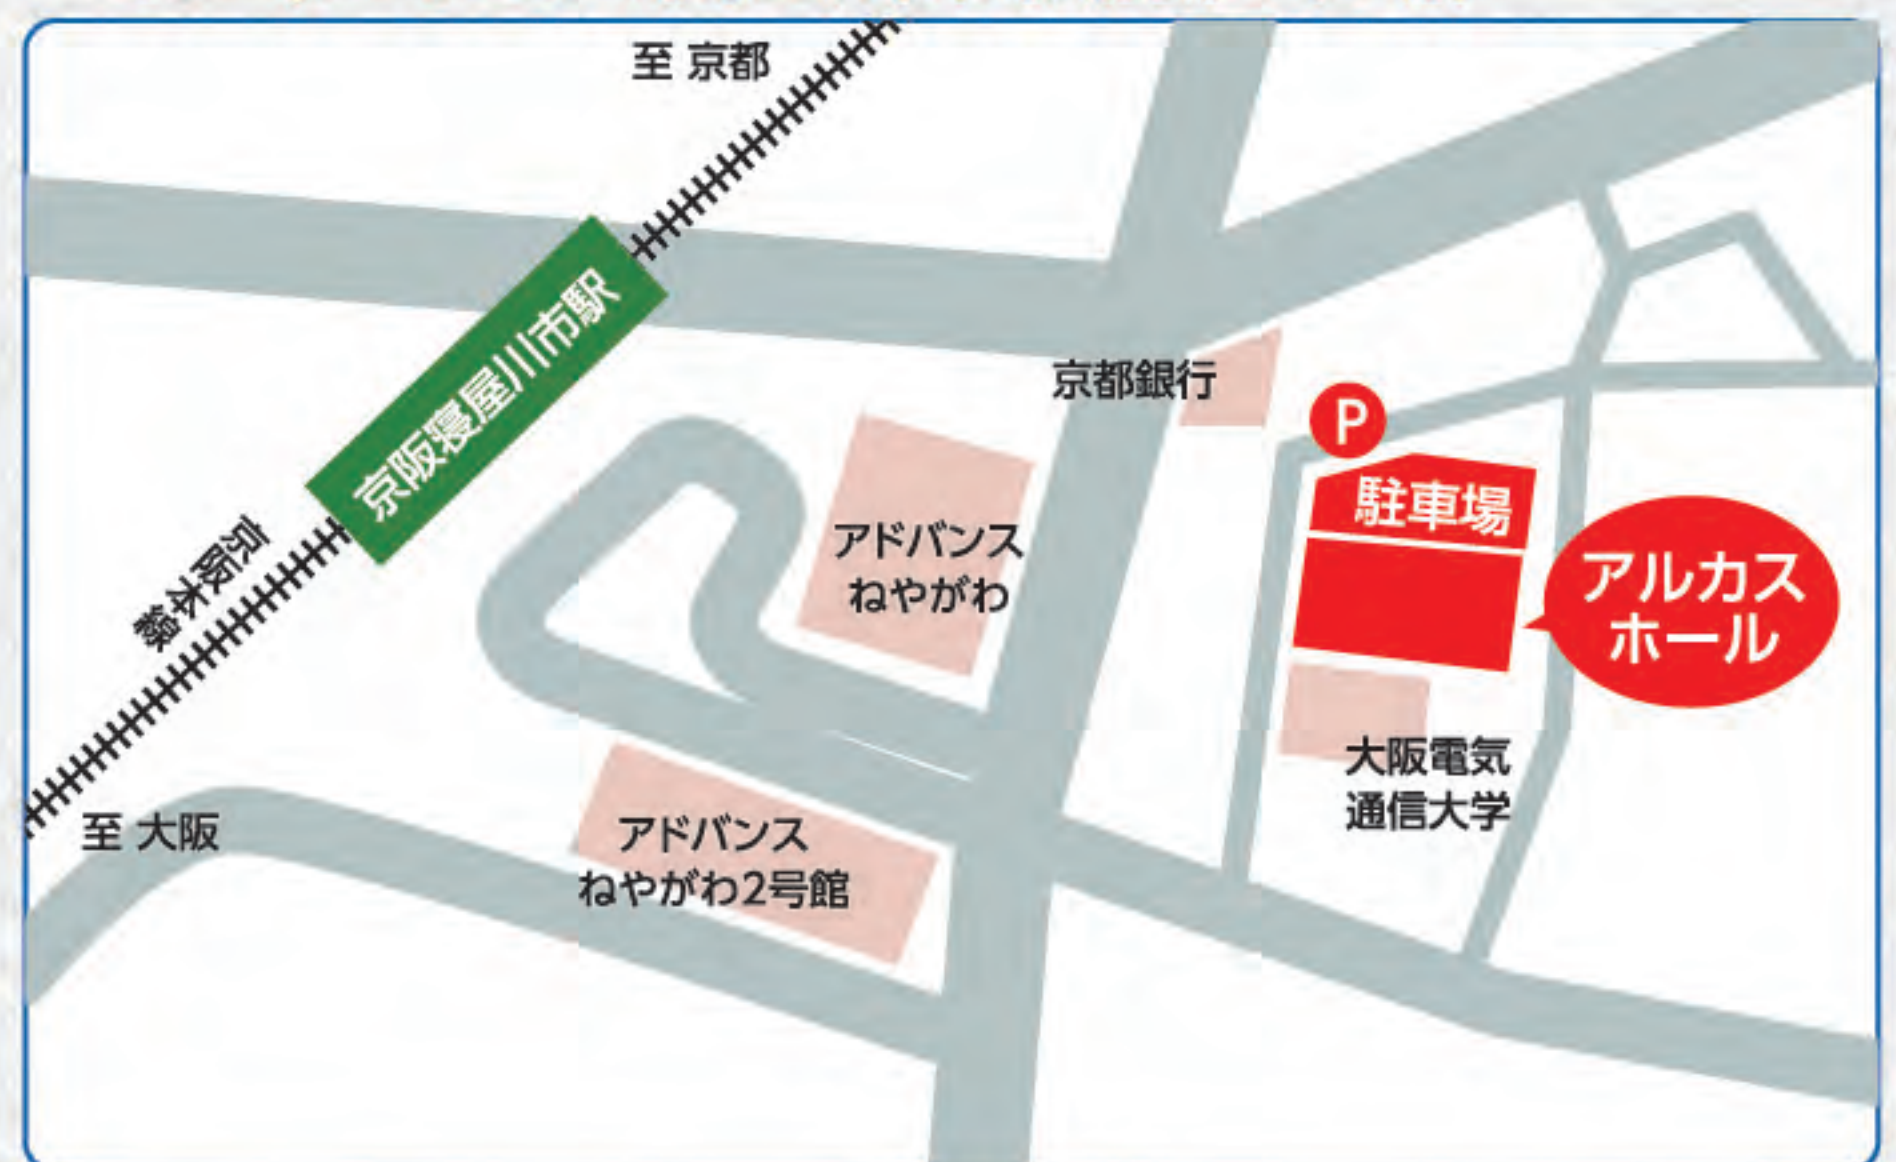 至 京都
京阪寝屋川市駅
京阪本線
至 大阪
京都銀行
P
駐車場
アルカス
ホール
アドバンス
ねやがわ
大阪電気
通信大学
アドバンス
ねやがわ2号館